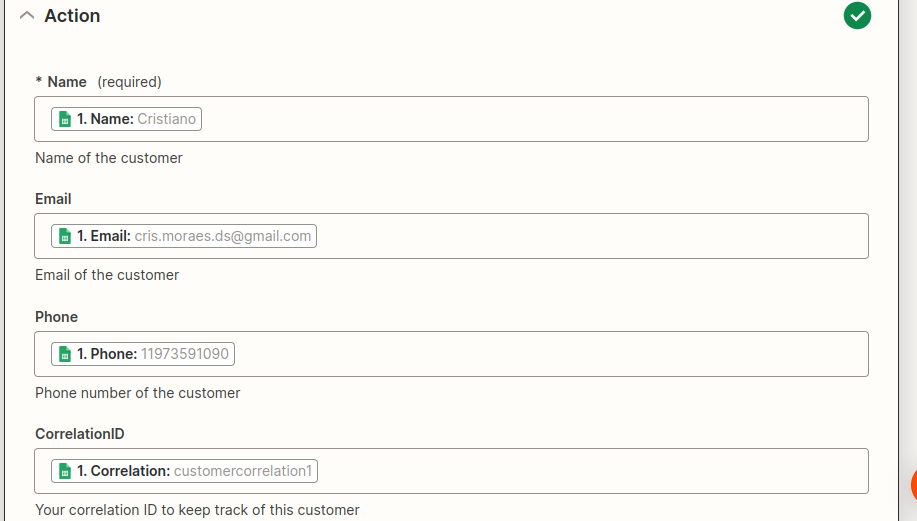 Action
* Name (required)
1. Name: Cristiano
Name of the customer
Email
1. Email: cris.moraes.ds@gmail.com
Email of the customer
Phone
1. Phone: 11973591090
Phone number of the customer
CorrelationID
1. Correlation: customercorrelation1
Your correlation ID to keep track of this customer